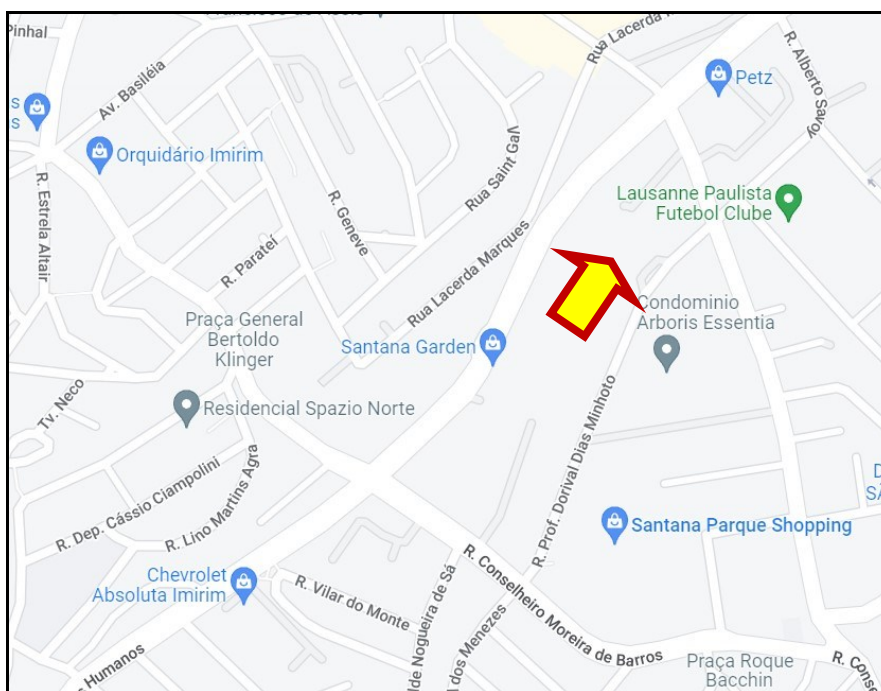 Pinhal
Rua Lacerda
R. Alberto Savoy
Petz
Av. Basiléia
Orquidário Imirim
Rua Saint Gal
R. Estrela Altair
R. Geneve
Lausanne Paulista
Futebol Clube
R. Parateí
Rua Lacerda Marques
Praça General
Bertoldo
Klinger
Santana Garden
Condominio
Arboris Essentia
Tv. Neco
Residencial Spazio Norte
R. Prof. Dorival Dias Minhoto
R. Dep. Cássio Ciampolini
R. Lino Martins Agra
Santana Parque Shopping
Chevrolet
Absoluta Imirim
R. Vilar do Monte
lde Nogueira de Sá
l dos Menezes
R. Conselheiro Moreira de Barros
s Humanos
Praça Roque
Bacchin
R. Conse